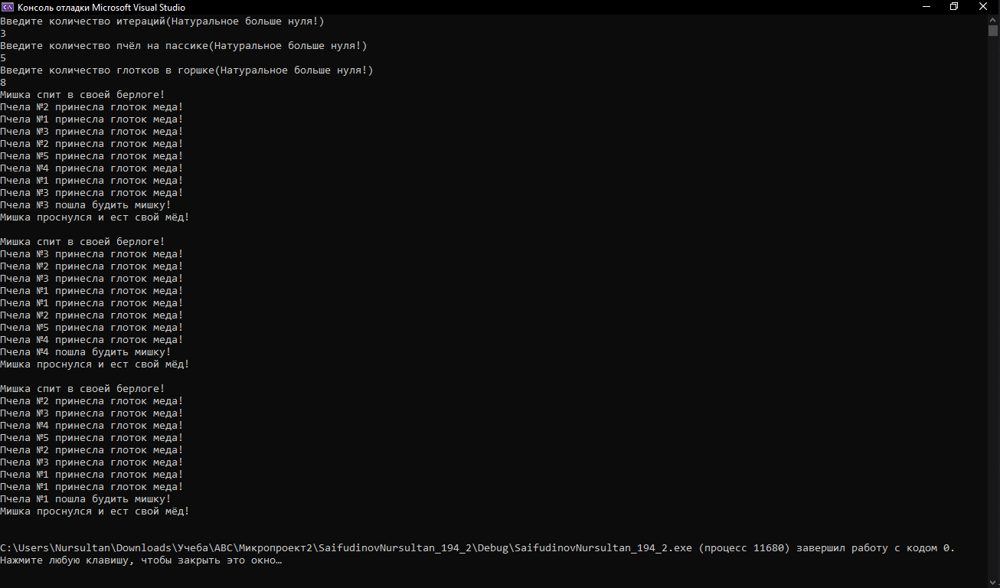 Консоль отладки Microsoft Visual Studio
Введите количество итераций(Натуральное больше нуля!)
3
Введите количество пчёл на пассике(Натуральное больше нуля!)
5
Введите количество глотков в горшке(Натуральное больше нуля!)
8
Мишка спит в своей берлоге!
Пчела №2 принесла глоток меда!
Пчела №1 принесла глоток меда!
Пчела №3 принесла глоток меда!
Пчела №2 принесла глоток меда!
Пчела №5 принесла глоток меда!
Пчела №4 принесла глоток меда!
Пчела №1 принесла глоток меда!
Пчела №3 принесла глоток меда!
Пчела №3 пошла будить мишку!
Мишка проснулся и ест свой мёд!
Мишка спит в своей берлоге!
Пчела №3 принесла глоток меда!
Пчела №2 принесла глоток меда!
Пчела №3 принесла глоток меда!
Пчела №1 принесла глоток меда!
Пчела №1 принесла глоток меда!
Пчела №2 принесла глоток меда!
Пчела №5 принесла глоток меда!
Пчела №4 принесла глоток меда!
Пчела №4 пошла будить мишку!
Мишка проснулся и ест свой мёд!
Мишка спит в своей берлоге!
Пчела №2 принесла глоток меда!
Пчела №3 принесла глоток меда!
Пчела №4 принесла глоток меда!
Пчела №5 принесла глоток меда!
Пчела №2 принесла глоток меда!
Пчела №3 принесла глоток меда!
Пчела №1 принесла глоток меда!
Пчела №1 принесла глоток меда!
Пчела №1 пошла будить мишку!
Мишка проснулся и ест свой мёд!
C:\Users\Nursultan\Downloads\Учеба\АВС\Микропроект2\SaifudinovNursultan_194_2\Debug\SaifudinovNursultan_194_2.exe (процесс 11680) завершил работу с кодом 0.
Нажмите любую клавишу, чтобы закрыть это окно…